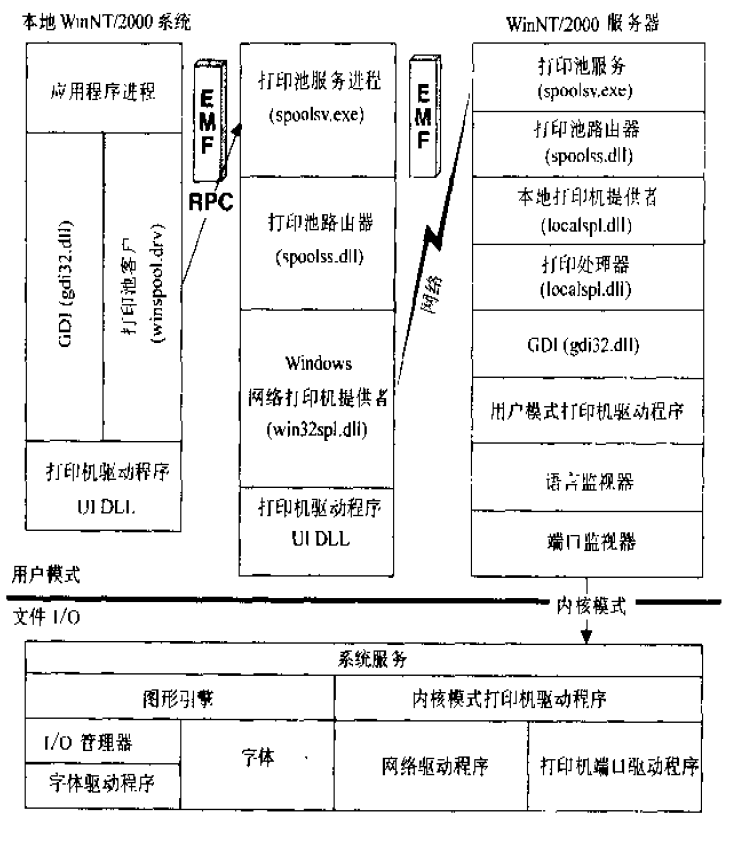 本地 WinNT/2000 系统
WinNT/2000 服务器
应用程序进程
GDI (gdi32.dll)
打印池客户
(winspool.drv)
打印机驱动程序
UI DLL
EMF
RPC
打印池服务进程
(spoolsv.exe)
打印池路由器
(spoolss.dll)
Windows
网络打印机提供者
(win32spl.dll)
打印机驱动程序
UI DLL
EMF
网络
打印池服务
(spoolsv.exe)
打印池路由器
(spoolss.dll)
本地打印机提供者
(localspl.dll)
打印处理器
(localspl.dll)
GDI (gdi32.dll)
用户模式打印机驱动程序
语言监视器
端口监视器
用户模式
内核模式
文件 I/O
系统服务
图形引擎
内核模式打印机驱动程序
I/O 管理器
字体驱动程序
字体
网络驱动程序
打印机端口驱动程序